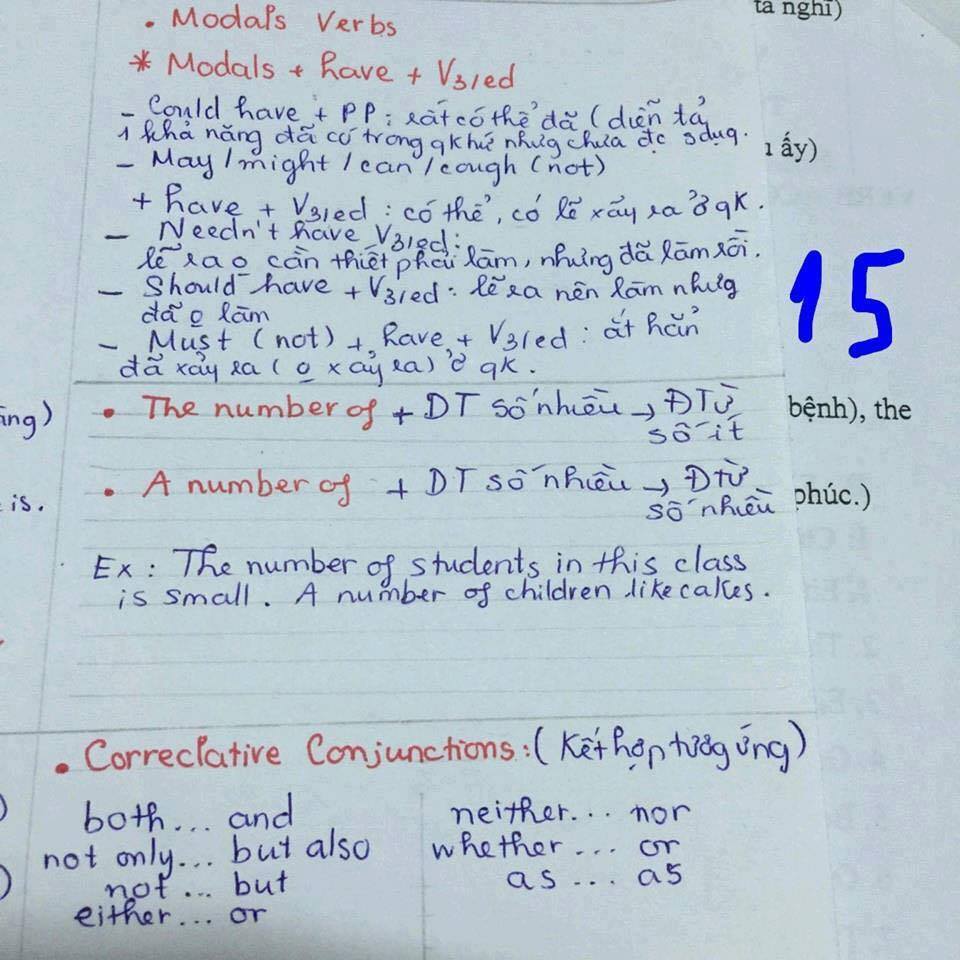 tả nghĩ)
• Modals Verbs
* Modals + have + V3/ed
- Could have + PP : rất có thể đã (diễn tả
1 khả năng đã có trong qkhứ nhưg chưa đc sdụg.
ấy)
- May/might/can/cough (not)
+ have + V3/ed : có thể, có lẽ xảy ra ở qk.
- Needn't have V3/ed:
lẽ ra o cần thiết phải làm, nhưng đã làm rồi.
- Should have + V3/ed : lẽ ra nên làm nhưg
đã o làm
15
- Must (not) + have + V3/ed : ắt hẳn
đã xảy ra (o xảy ra) ở qk.
• The number of + DT số nhiều → ĐTừ
số ít
bệnh), the
• A number of + DT số nhiều → Đtừ
số nhiều
is.
phúc.)
Ex : The number of students in this class
is small. A number of children like cakes.
• Correclative Conjunctions : (Kết hợp tươg ứng)
both... and
not only... but also
not ... but
either... or
neither... nor
whether ... or
as ... as